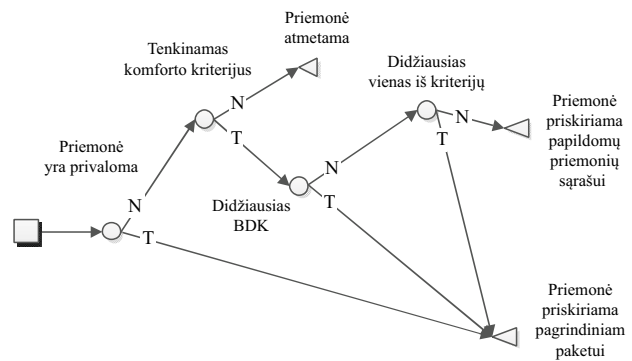 Priemonė
atmetama
Tenkinamas
komforto kriterijus
Didžiausias
vienas iš kriterijų
N
T
N
T
Priemonė
priskiriama
papildomų
priemonių
sąrašui
Priemonė
yra privaloma
N
T
Didžiausias
BDK
N
T
Priemonė
priskiriama
pagrindiniam
paketui